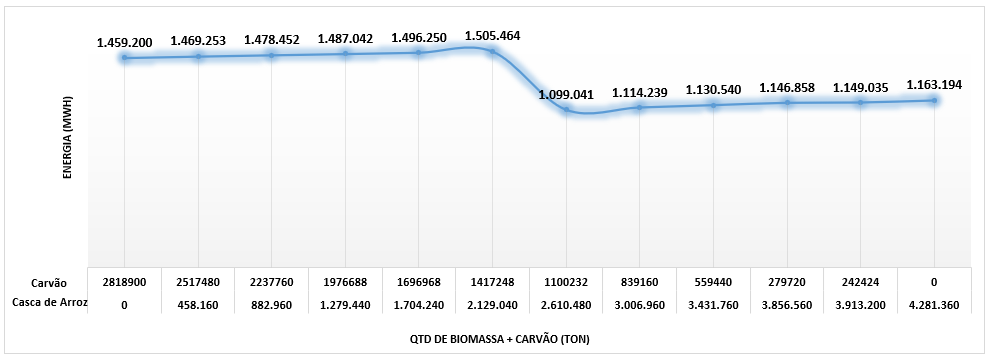 1.459.200 1.469.253 1.478.452 1.487.042 1.496.250 1.505.464 1.099.041 1.114.239 1.130.540 1.146.858 1.149.035 1.163.194
ENERGIA (MWH)
Carvão 2818900 2517480 2237760 1976688 1696968 1417248 1100232 839160 559440 279720 242424 0
Casca de Arroz 0 458.160 882.960 1.279.440 1.704.240 2.129.040 2.610.480 3.006.960 3.431.760 3.856.560 3.913.200 4.281.360
QTD DE BIOMASSA + CARVÃO (TON)